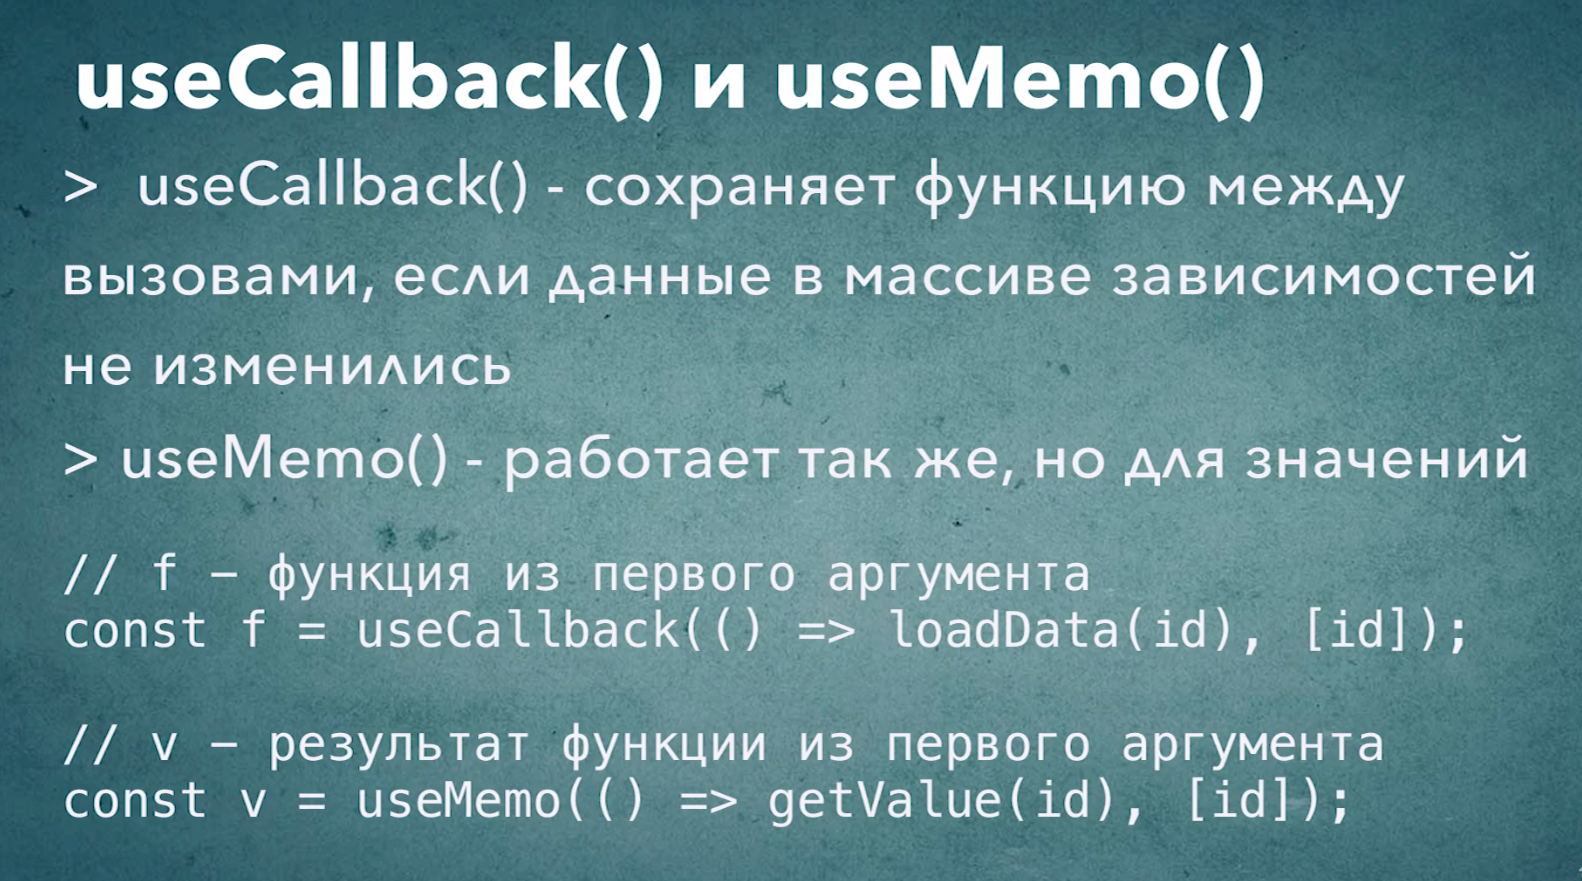 useCallback() и useMemo()
> useCallback() - сохраняет функцию между
вызовами, если данные в массиве зависимостей
не изменились
> useMemo() - работает так же, но для значений
// f – функция из первого аргумента
const f = useCallback(() => loadData(id), [id]);
// v – результат функции из первого аргумента
const v = useMemo(() => getValue(id), [id]);